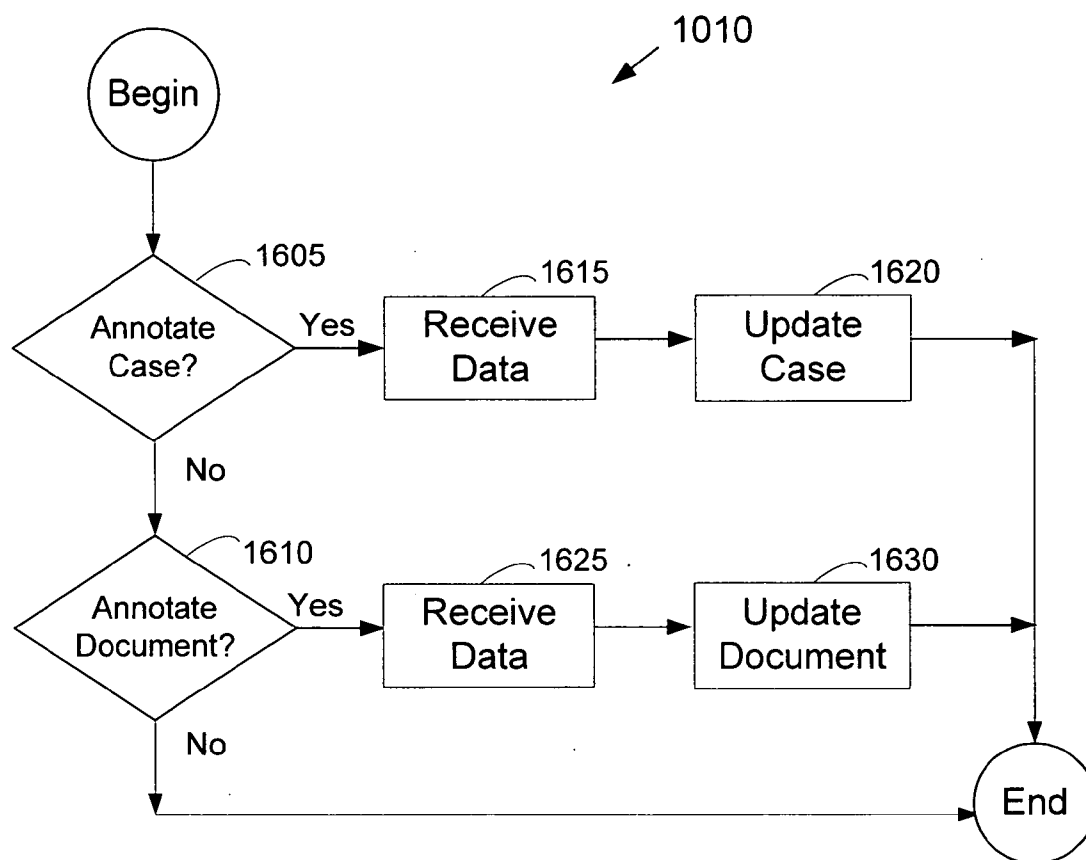 1010
Begin
1605
Annotate
Case?
Yes
1615
Receive
Data
1620
Update
Case
No
1610
Annotate
Document?
Yes
1625
Receive
Data
1630
Update
Document
No
End